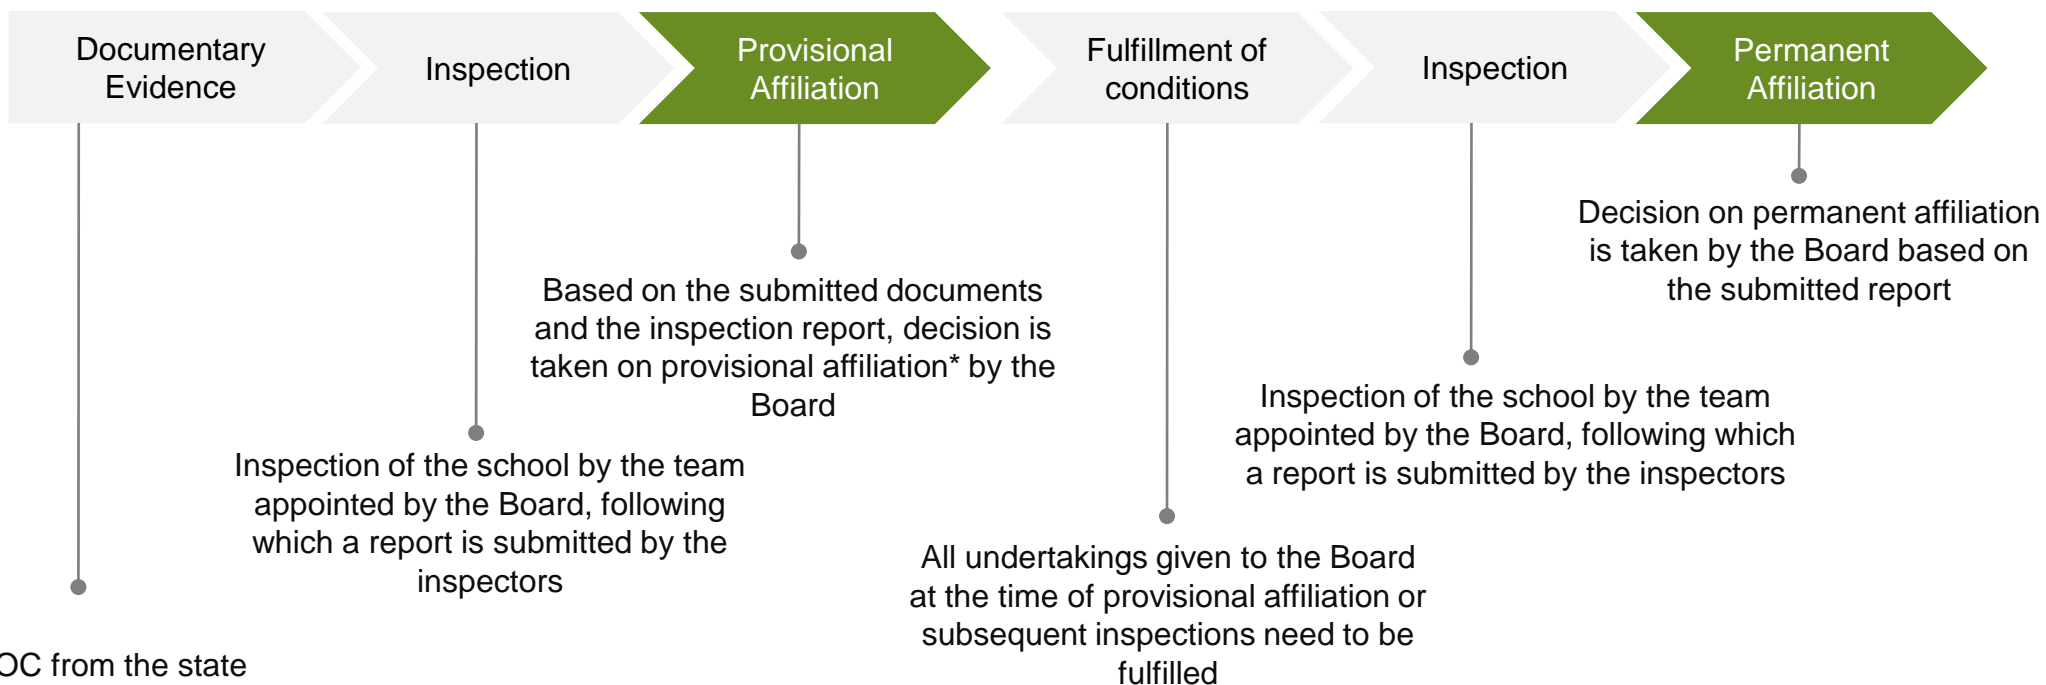 Documentary
Evidence
Inspection
Provisional
Affiliation
Fulfillment of
conditions
Inspection
Permanent
Affiliation
Decision on permanent affiliation
is taken by the Board based on
the submitted report
Based on the submitted documents
and the inspection report, decision is
taken on provisional affiliation* by the
Board
Inspection of the school by the team
appointed by the Board, following which
a report is submitted by the inspectors
Inspection of the school by the team
appointed by the Board, following
which a report is submitted by the
inspectors
All undertakings given to the Board
at the time of provisional affiliation or
subsequent inspections need to be
fulfilled
from the state